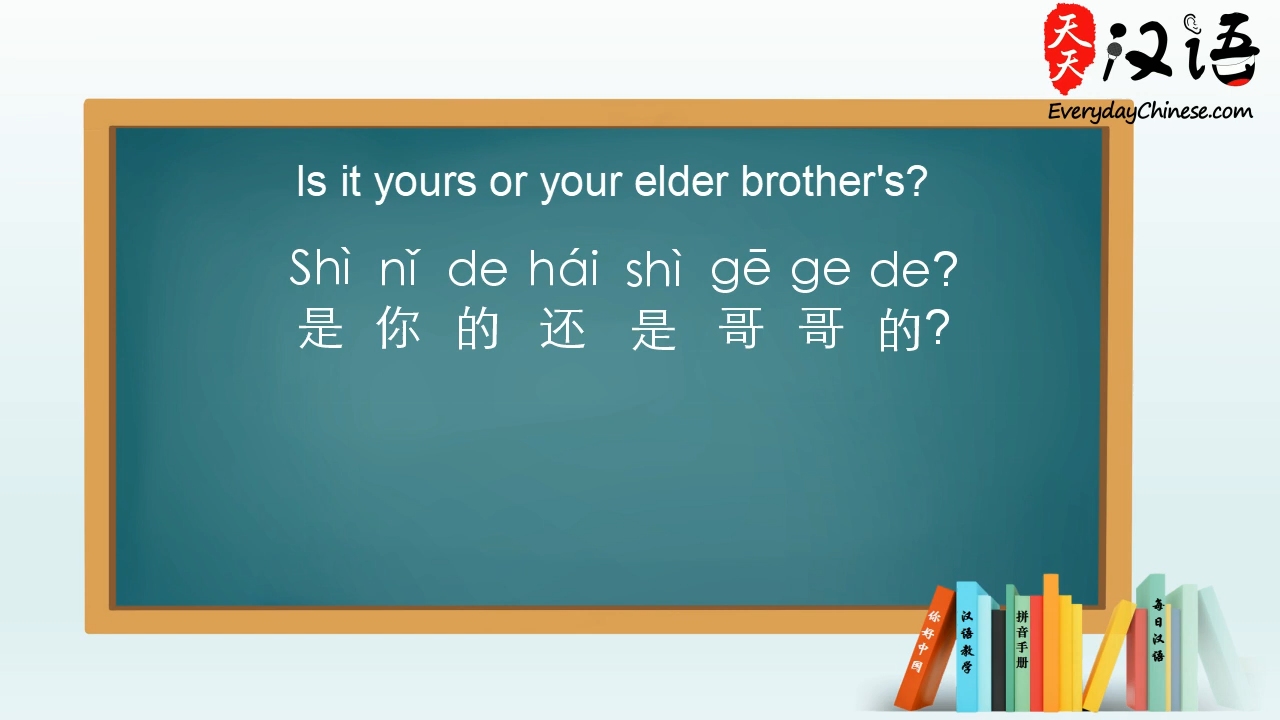 天天汉语
EverydayChinese.com
Is it yours or your elder brother's?
Shì nǐ de hái shì gē ge de?
是你的还是哥哥的?
你好中国
汉语教学
拼音手册
每日汉语